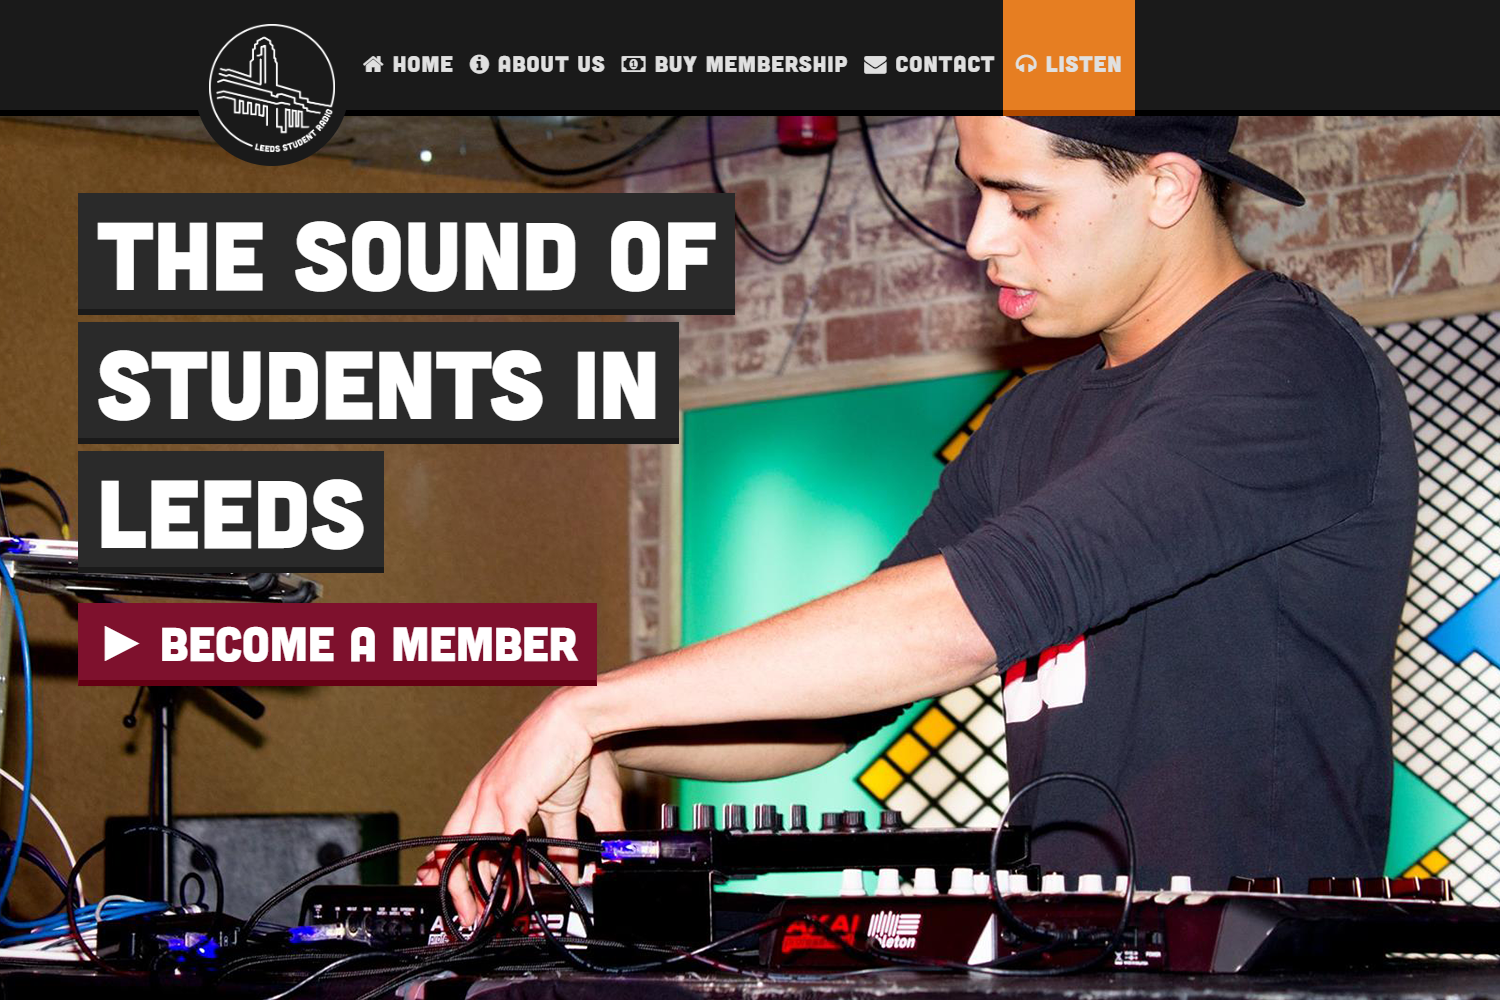 HOME ABOUT US BUY MEMBERSHIP CONTACT LISTEN
LEEDS STUDENT RADIO
THE SOUND OF
STUDENTS IN
LEEDS
BECOME A MEMBER
AKAI
AKAI